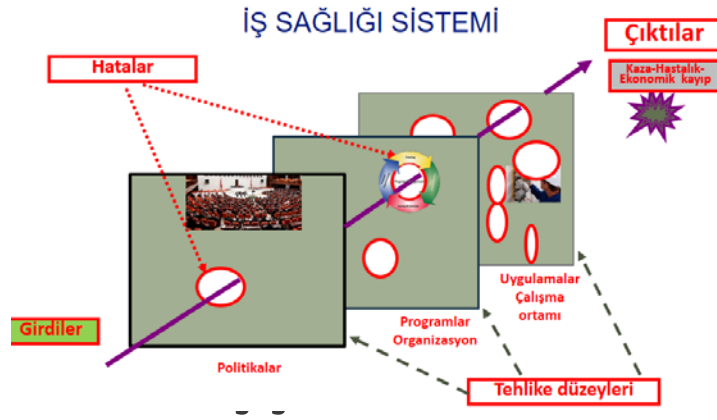 İŞ SAĞLIĞI SİSTEMİ
Çıktılar
Hatalar
Kaza-Hastalık-
Ekonomik kayıp
Uygulamalar
Çalışma
ortamı
Programlar
Organizasyon
Girdiler
Politikalar
Tehlike düzeyleri